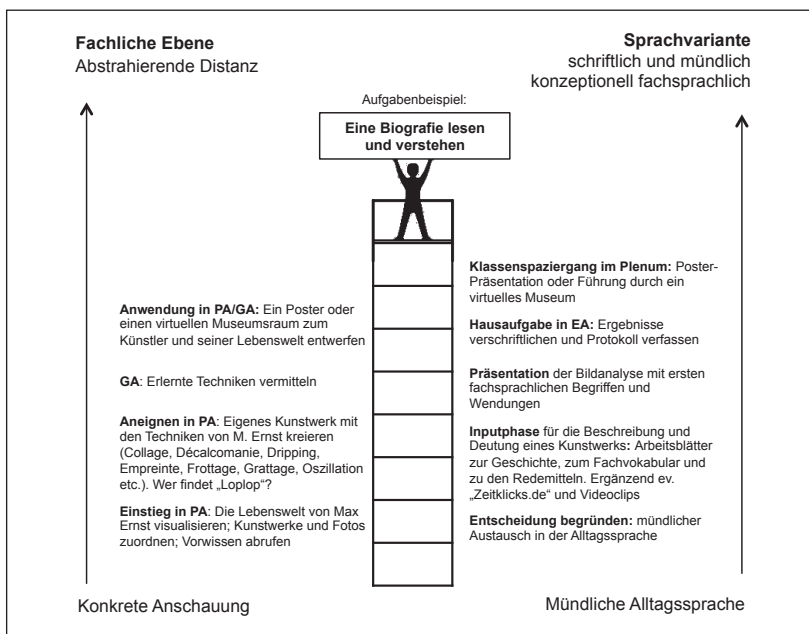 Fachliche Ebene
Abstrahierende Distanz
Sprachvariante
schriftlich und mündlich
konzeptionell fachsprachlich
Aufgabenbeispiel:
Eine Biografie lesen
und verstehen
Klassenspaziergang im Plenum: Poster-
Präsentation oder Führung durch ein
virtuelles Museum
Anwendung in PA/GA: Ein Poster oder
einen virtuellen Museumsraum zum
Künstler und seiner Lebenswelt entwerfen
Hausaufgabe in EA: Ergebnisse
verschriftlichen und Protokoll verfassen
GA: Erlernte Techniken vermitteln
Präsentation der Bildanalyse mit ersten
fachsprachlichen Begriffen und
Wendungen
Aneignen in PA: Eigenes Kunstwerk mit
den Techniken von M. Ernst kreieren
(Collage, Décalcomanie, Dripping,
Empreinte, Frottage, Grattage, Oszillation
etc.). Wer findet „Loplop“?
Inputphase für die Beschreibung und
Deutung eines Kunstwerks: Arbeitsblätter
zur Geschichte, zum Fachvokabular und
zu den Redemitteln. Ergänzend ev.
„Zeitklicks.de“ und Videoclips
Einstieg in PA: Die Lebenswelt von Max
Ernst visualisieren; Kunstwerke und Fotos
zuordnen; Vorwissen abrufen
Entscheidung begründen: mündlicher
Austausch in der Alltagssprache
Konkrete Anschauung
Mündliche Alltagssprache